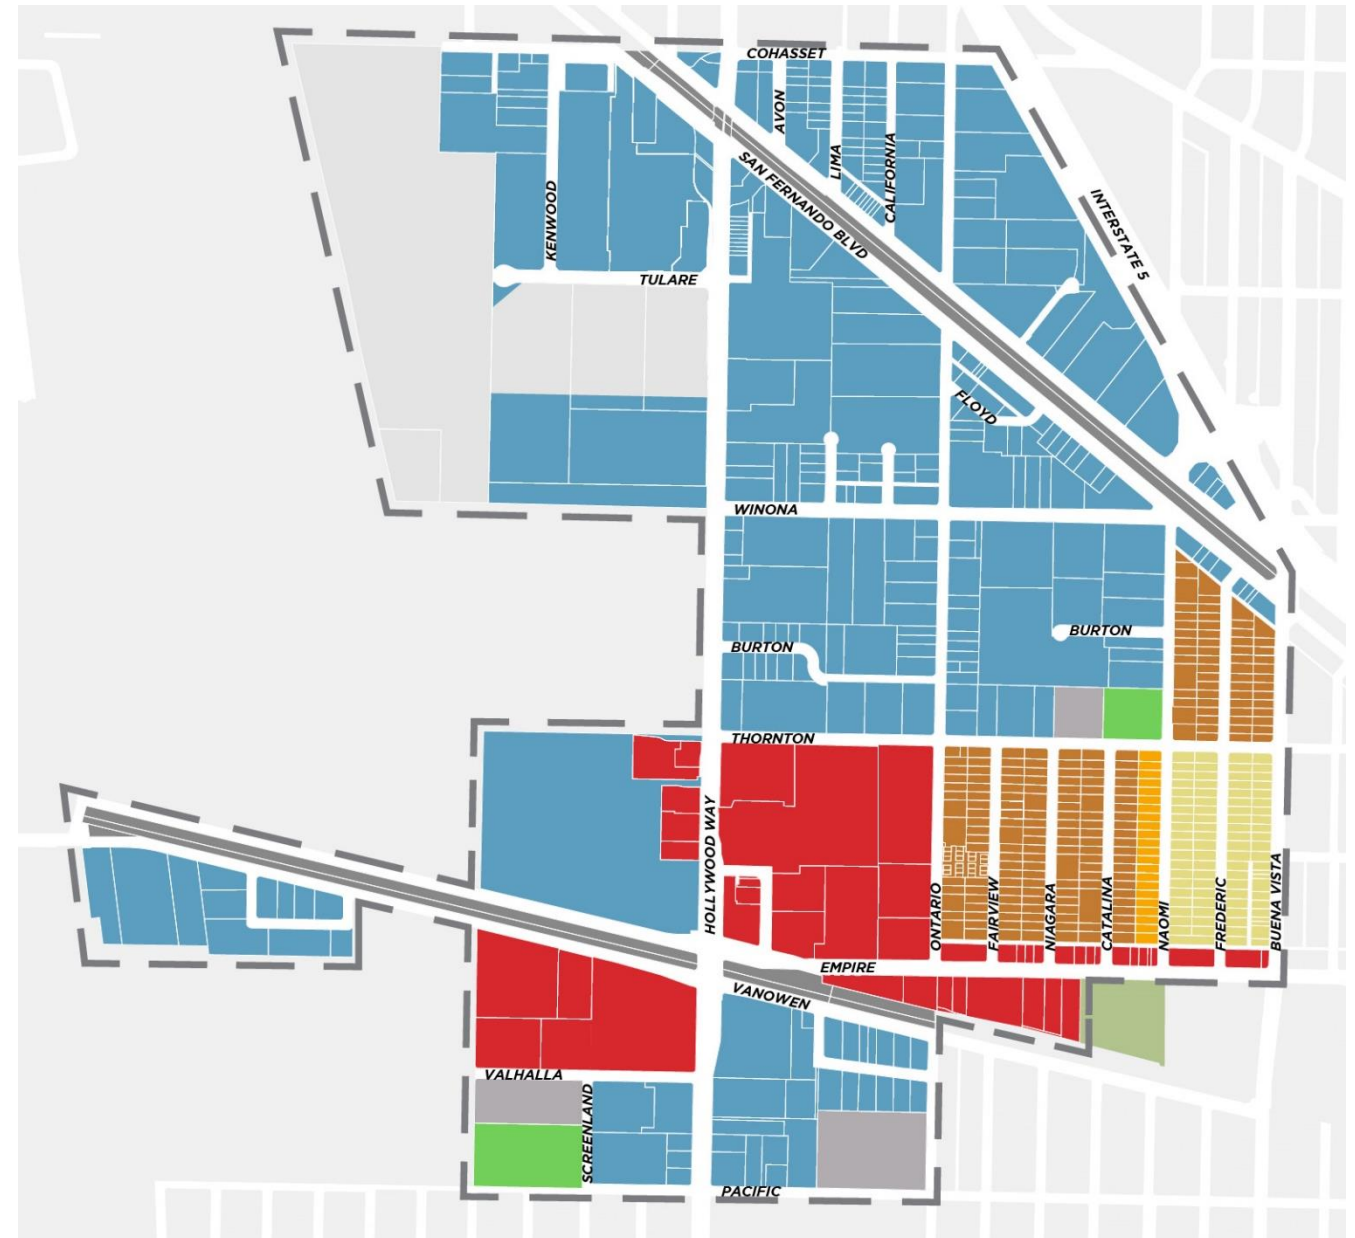 COHASSET
AVON
LIMA
CALIFORNIA
SAN FERNANDO BLVD
INTERSTATE 5
KENWOOD
TULARE
FLOYD
WINONA
BURTON
BURTON
THORNTON
HOLLYWOOD WAY
ONTARIO
FAIRVIEW
NIAGARA
CATALINA
NAOMI
FREDERIC
BUENA VISTA
EMPIRE
VANOWEN
VALHALLA
SCREENLAND
PACIFIC